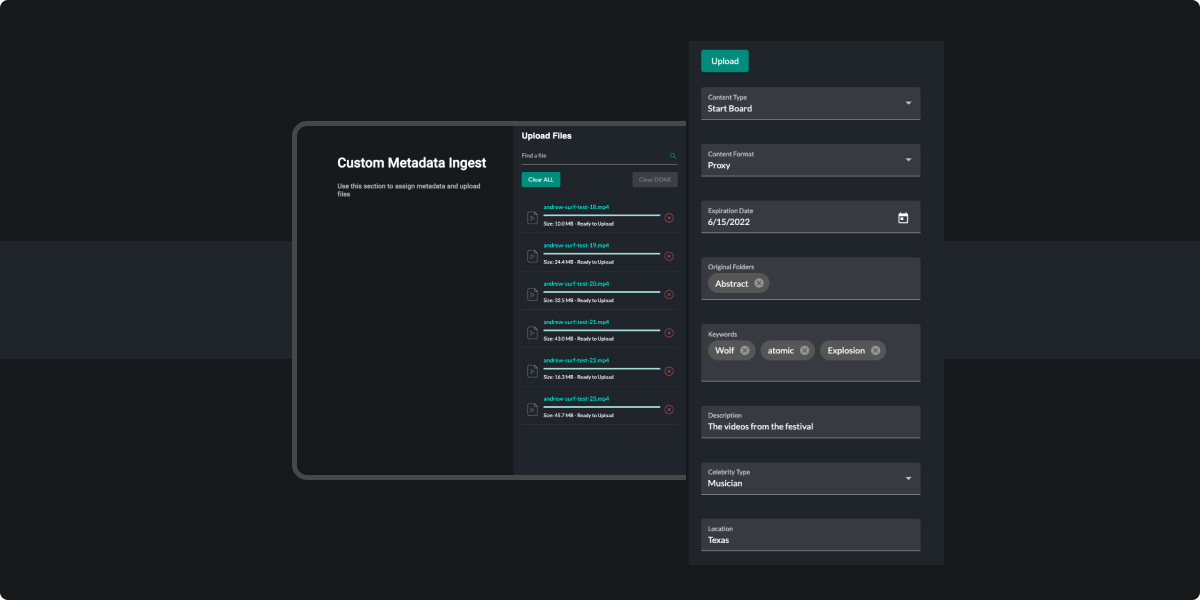 Custom Metadata Ingest
Use this section to assign metadata and upload
files
Upload Files
Find a file
Clear ALL
Clear DONE
andrew-surf-test-18.mp4
Size: 10.0 MB - Ready to Upload
andrew-surf-test-19.mp4
Size: 24.4 MB - Ready to Upload
andrew-surf-test-20.mp4
Size: 32.5 MB - Ready to Upload
andrew-surf-test-21.mp4
Size: 43.0 MB - Ready to Upload
andrew-surf-test-22.mp4
Size: 16.3 MB - Ready to Upload
andrew-surf-test-23.mp4
Size: 45.7 MB - Ready to Upload
Upload
Content Type
Start Board
Content Format
Proxy
Expiration Date
6/15/2022
Original Folders
Abstract
Keywords
Wolf atomic Explosion
Description
The videos from the festival
Celebrity Type
Musician
Location
Texas